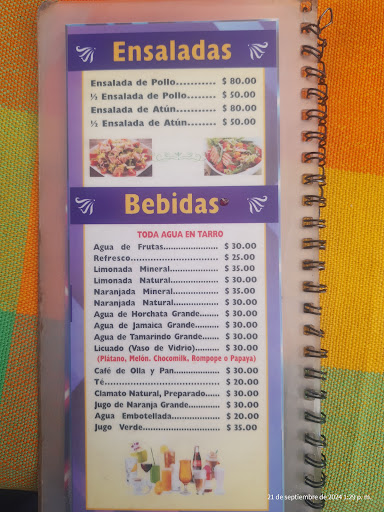 Ensaladas
Ensalada de Pollo.......... $ 80.00
½ Ensalada de Pollo....... $ 50.00
Ensalada de Atún.......... $ 80.00
½ Ensalada de Atún....... $ 50.00
Bebidas
TODA AGUA EN TARRO
Agua de Frutas.................... $ 30.00
Refresco................................ $ 25.00
Limonada Mineral................ $ 35.00
Limonada Natural................ $ 30.00
Naranjada Mineral............... $ 35.00
Naranjada Natural............... $ 30.00
Agua de Horchata Grande....... $ 30.00
Agua de Jamaica Grande......... $ 30.00
Agua de Tamarindo Grande...... $ 30.00
Licuado (Vaso de Vidrio)......... $ 30.00
(Plátano, Melón, Chocomilk, Rompope o Papaya)
Café de Olla y Pan................ $ 30.00
Té........................................ $ 20.00
Clamato Natural, Preparado...... $ 30.00
Jugo de Naranja Grande.......... $ 30.00
Agua Embotellada................ $ 20.00
Jugo Verde............................ $ 35.00
21 de septiembre de 2024 1:29 p. m.